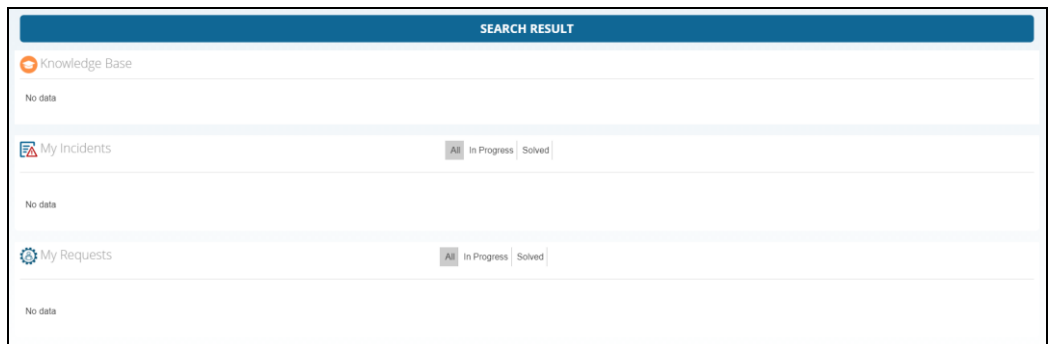 SEARCH RESULT
Knowledge Base
No data
My Incidents
All In Progress Solved
No data
My Requests
All In Progress Solved
No data